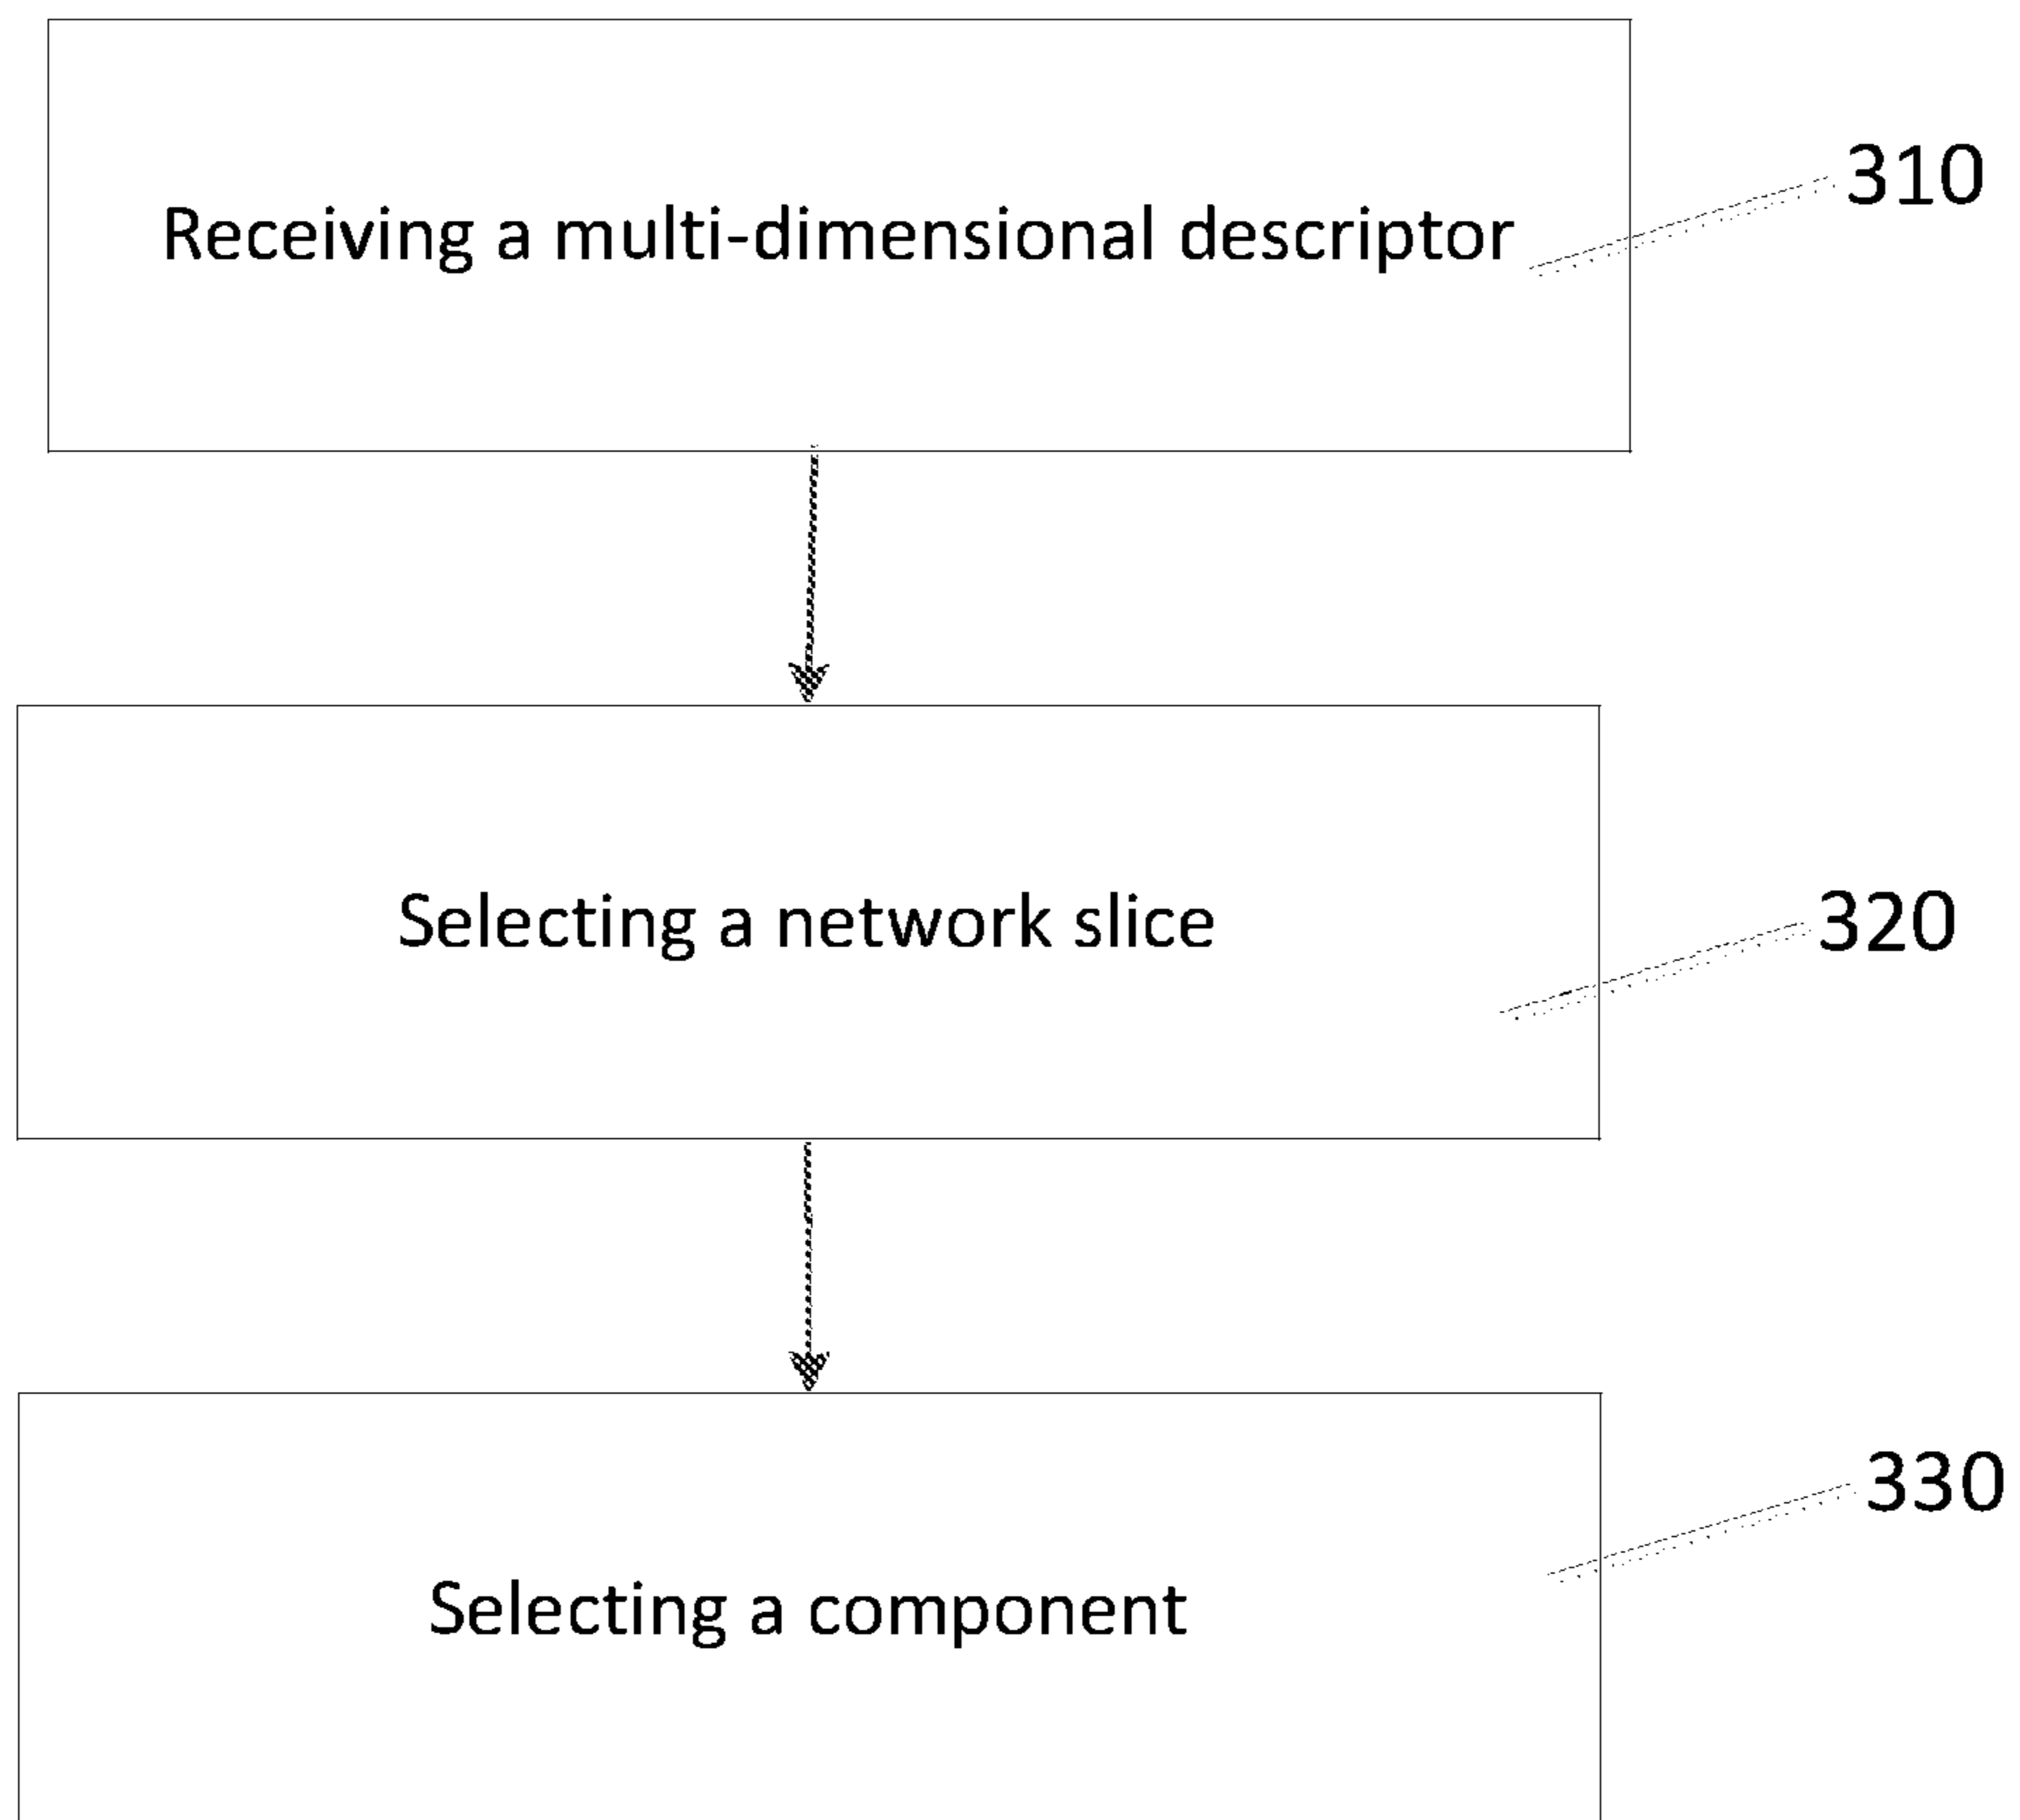 Receiving a multi-dimensional descriptor
310
Selecting a network slice
320
Selecting a component
330